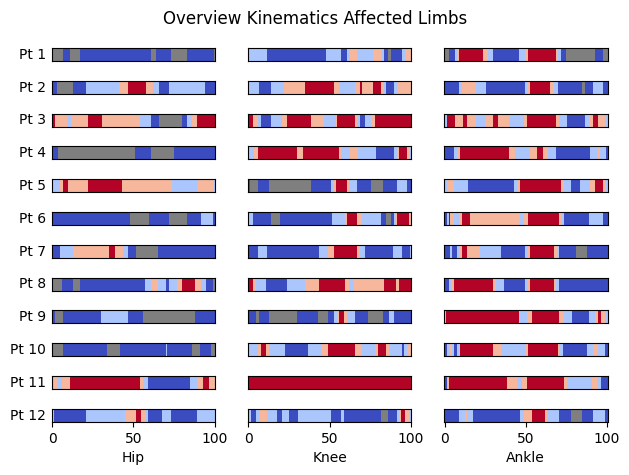 Overview Kinematics Affected Limbs
Pt 1
Pt 2
Pt 3
Pt 4
Pt 5
Pt 6
Pt 7
Pt 8
Pt 9
Pt 10
Pt 11
Pt 12
0 50 100 0 50 100 0 50 100
Hip Knee Ankle